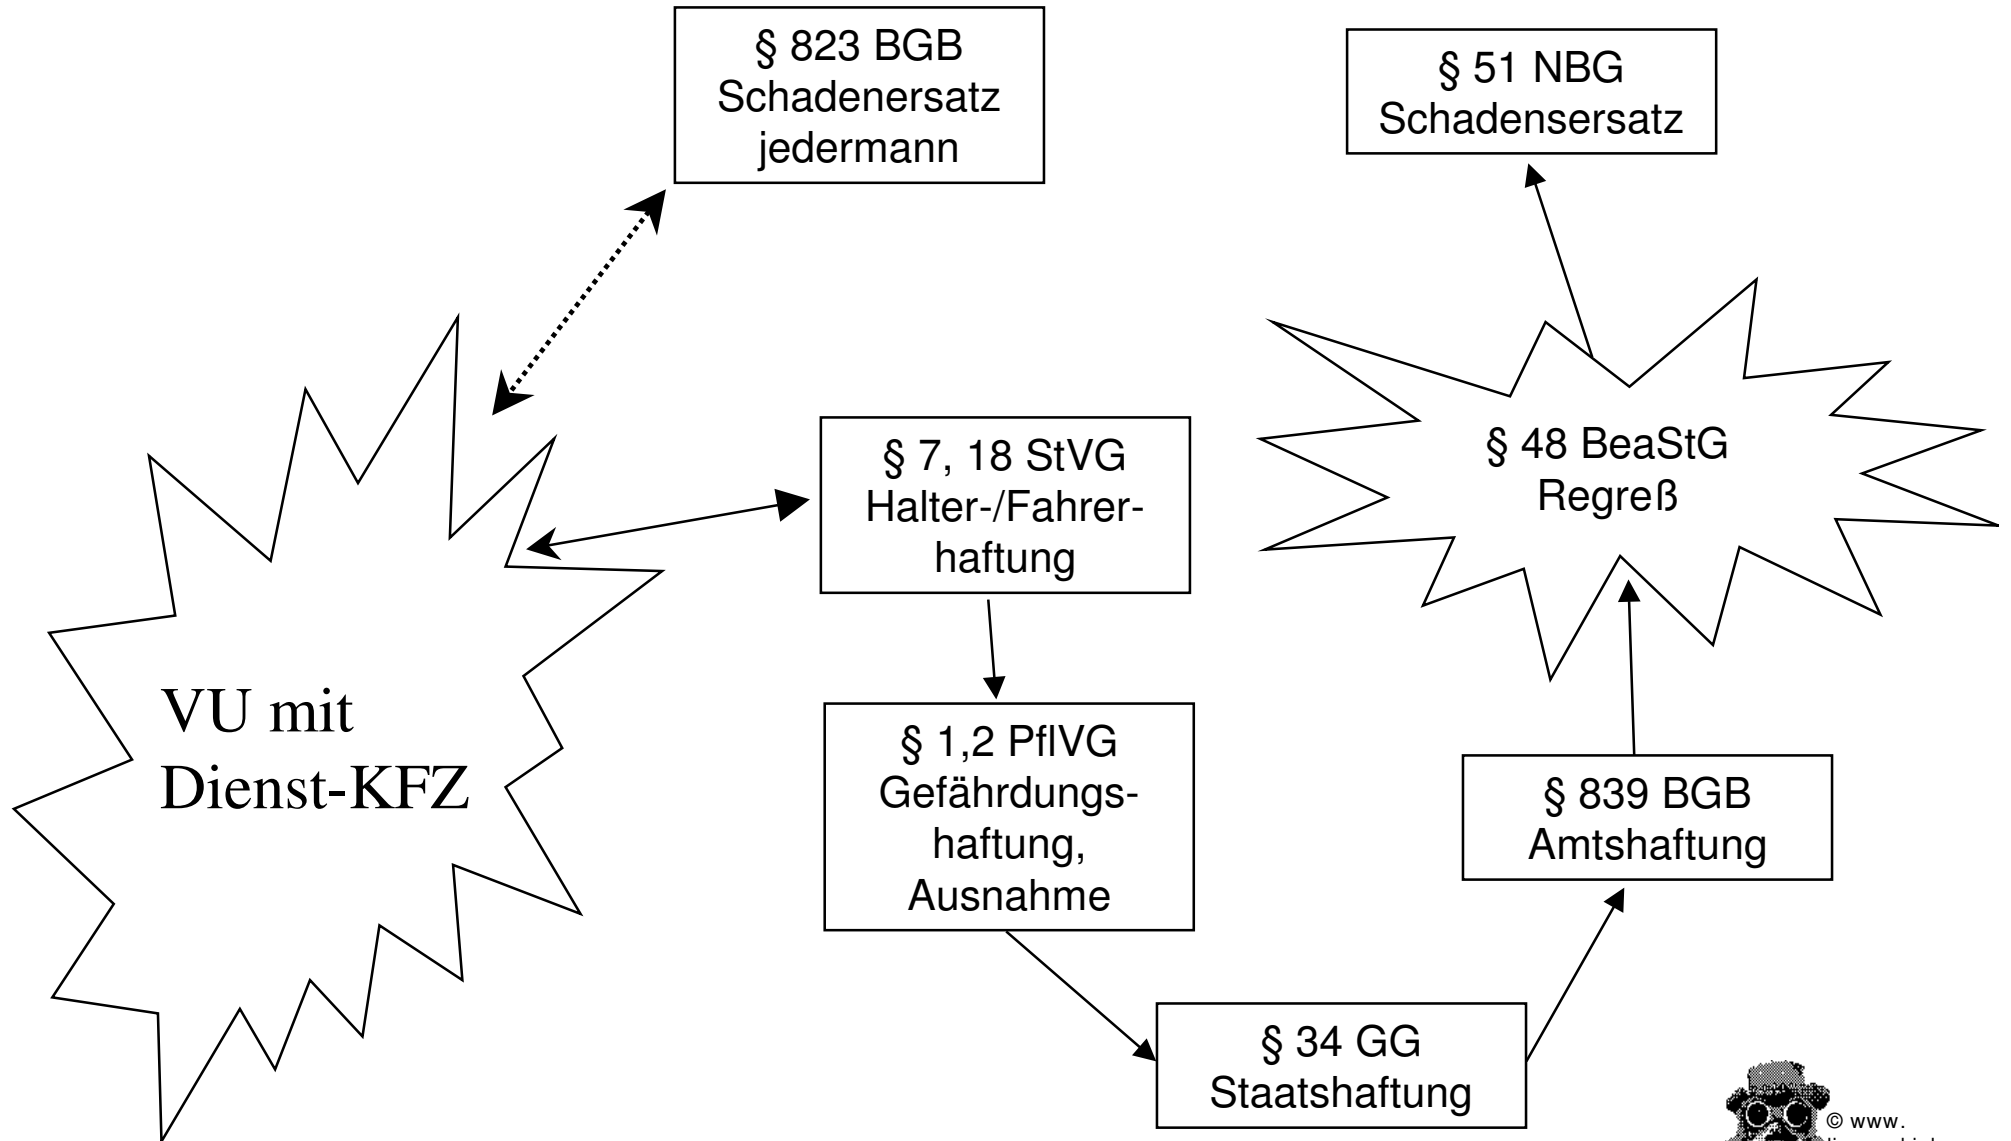 § 823 BGB
Schadenersatz
jedermann
§ 51 NBG
Schadensersatz
§ 7, 18 StVG
Halter-/Fahrer-
haftung
§ 48 BeaStG
Regreß
VU mit
Dienst-KFZ
§ 1,2 PflVG
Gefährdungs-
haftung,
Ausnahme
§ 839 BGB
Amtshaftung
§ 34 GG
Staatshaftung
© www.